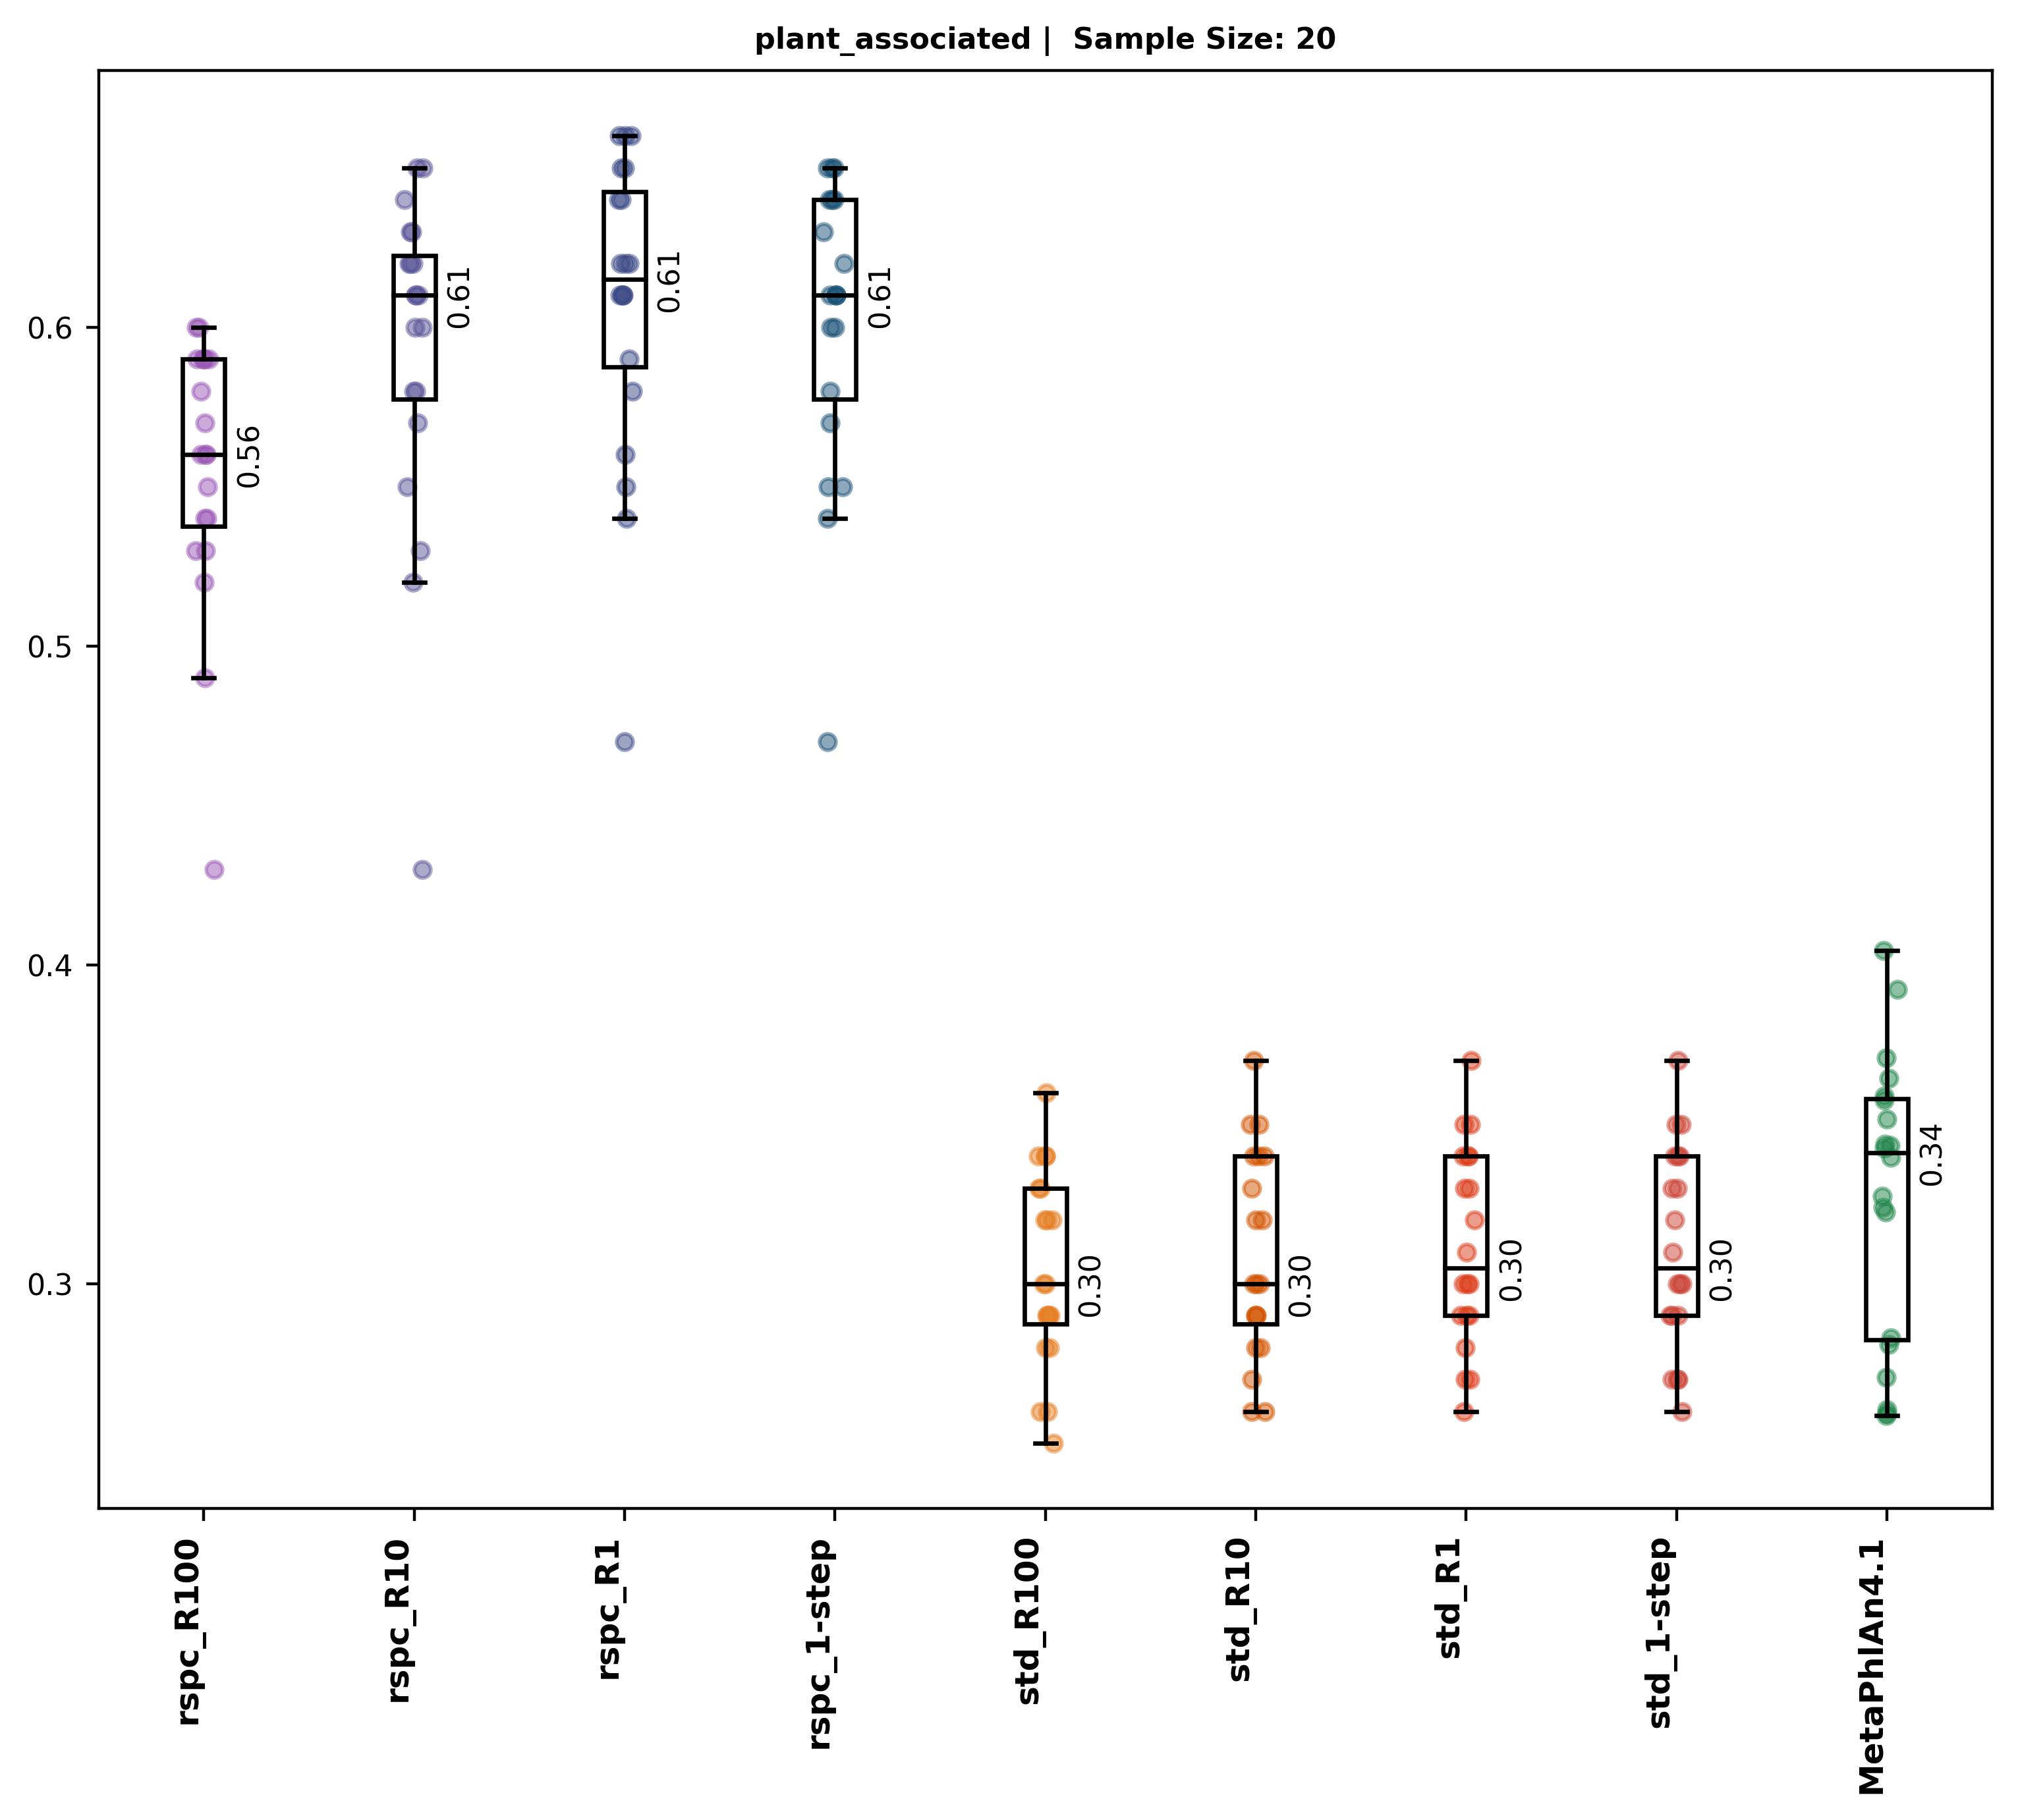 plant_associated |  Sample Size: 20
0.6
0.5
0.4
0.3
0.56
0.61
0.61
0.61
0.30
0.30
0.30
0.30
0.34
rspc_R100
rspc_R10
rspc_R1
rspc_1-step
std_R100
std_R10
std_R1
std_1-step
MetaPhlAn4.1